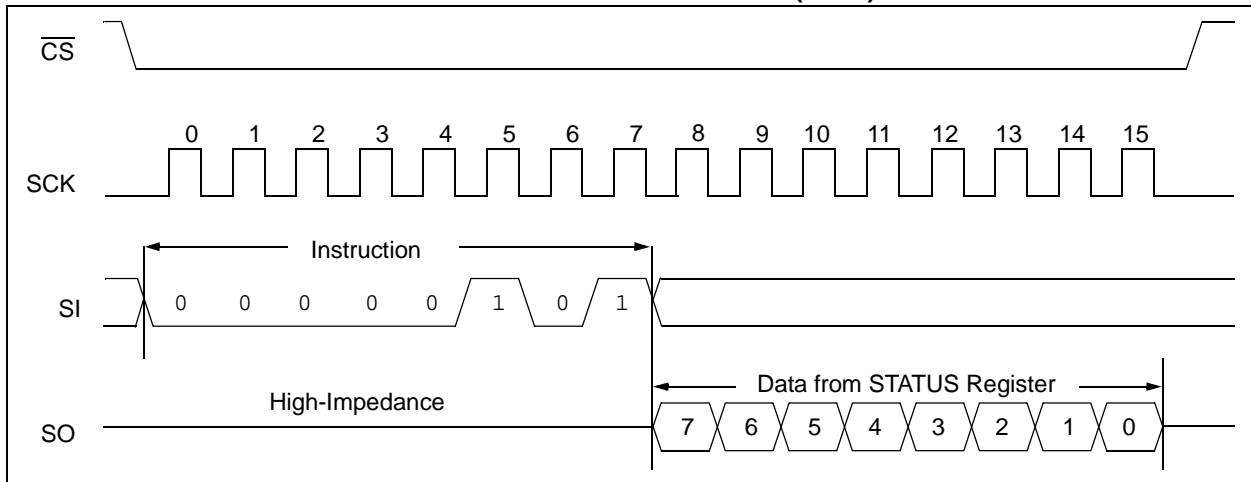 CS
0 1 2 3 4 5 6 7 8 9 10 11 12 13 14 15
SCK
Instruction
SI 0 0 0 0 0 1 0 1
Data from STATUS Register
High-Impedance
SO 7 6 5 4 3 2 1 0